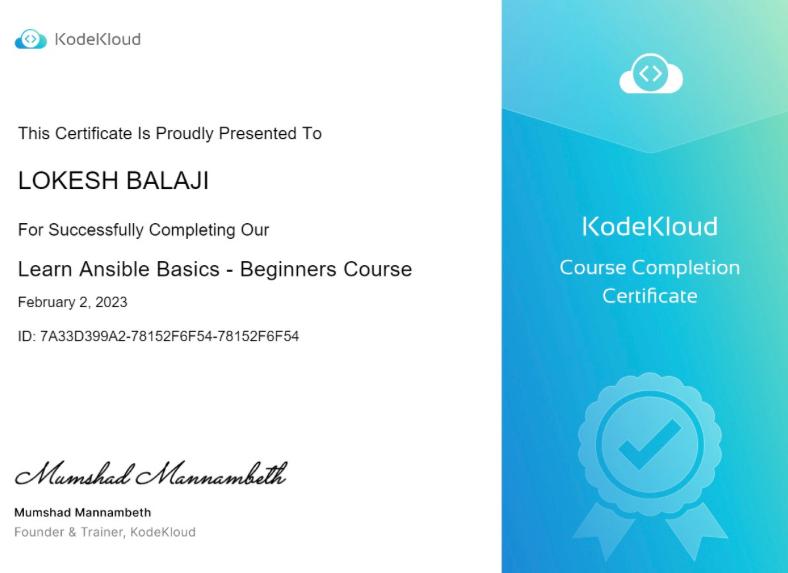 KodeKloud
This Certificate Is Proudly Presented To
LOKESH BALAJI
For Successfully Completing Our
Learn Ansible Basics - Beginners Course
February 2, 2023
ID: 7A33D399A2-78152F6F54-78152F6F54
Mumshad Mannambeth
Mumshad Mannambeth
Founder & Trainer, KodeKloud
KodeKloud
Course Completion
Certificate